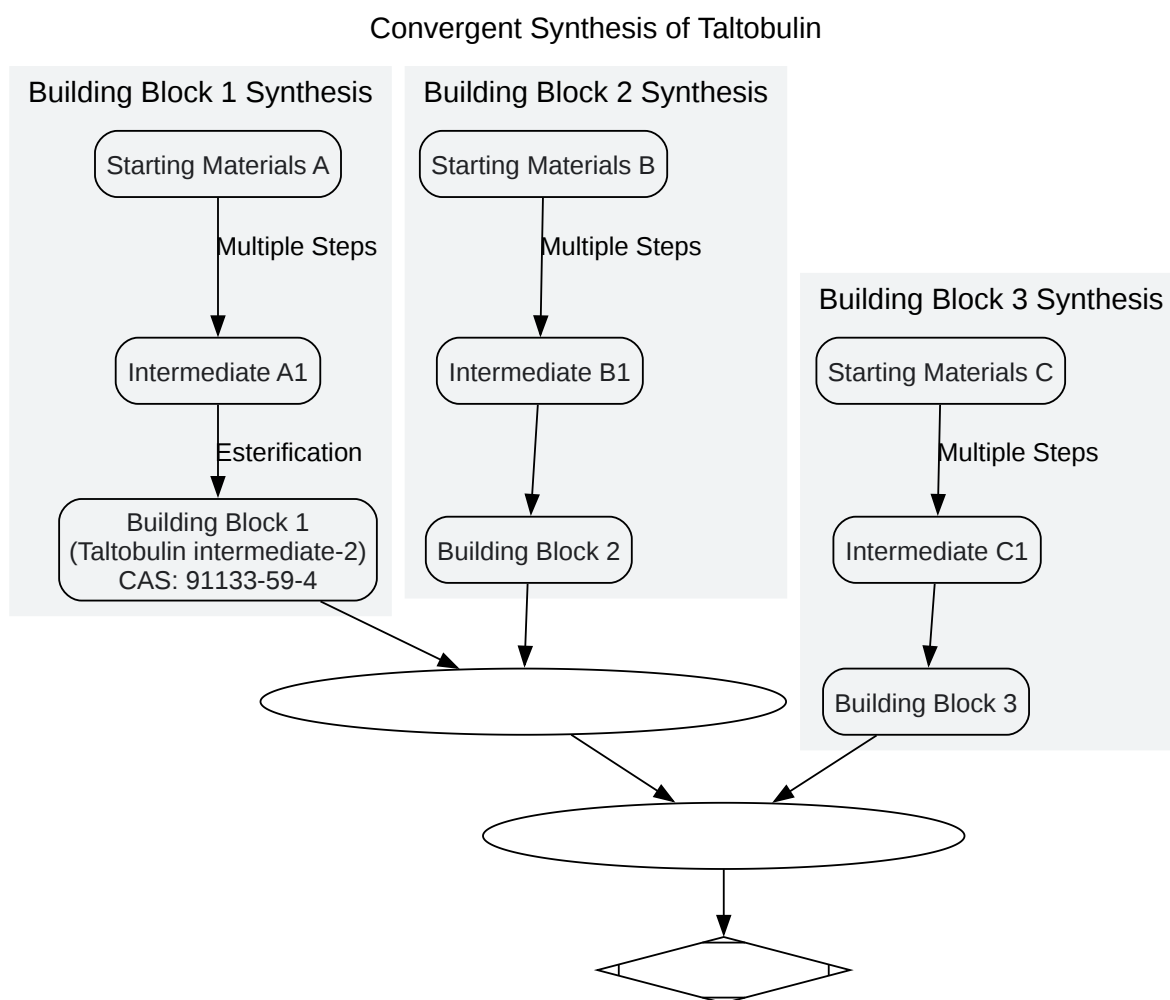 Convergent Synthesis of Taltobulin
Building Block 1 Synthesis
Starting Materials A
Multiple Steps
Intermediate A1
Esterification
Building Block 1
(Taltobulin intermediate-2)
CAS: 91133-59-4
Building Block 2 Synthesis
Starting Materials B
Multiple Steps
Intermediate B1
Building Block 2
Building Block 3 Synthesis
Starting Materials C
Multiple Steps
Intermediate C1
Building Block 3